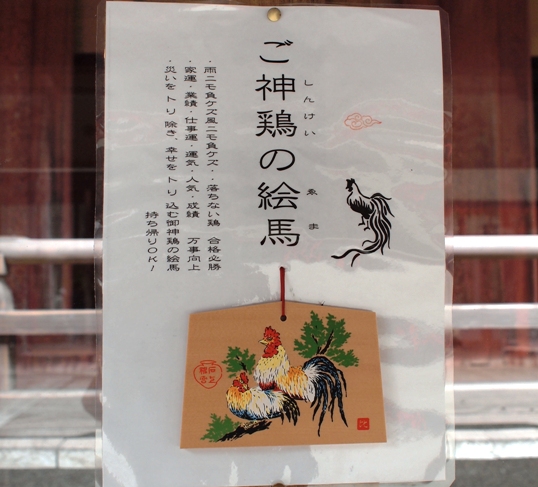 ご神鶏の絵馬
しんけい
ゑま
・雨ニモ負ケズ風ニモ負ケズ・・落ちない鶏　合格必勝
・家運・業績・仕事運・運気・人気・成績　万事向上
・災いをトリ除き、幸せをトリ込む御神鶏の絵馬
持ち帰りOK!